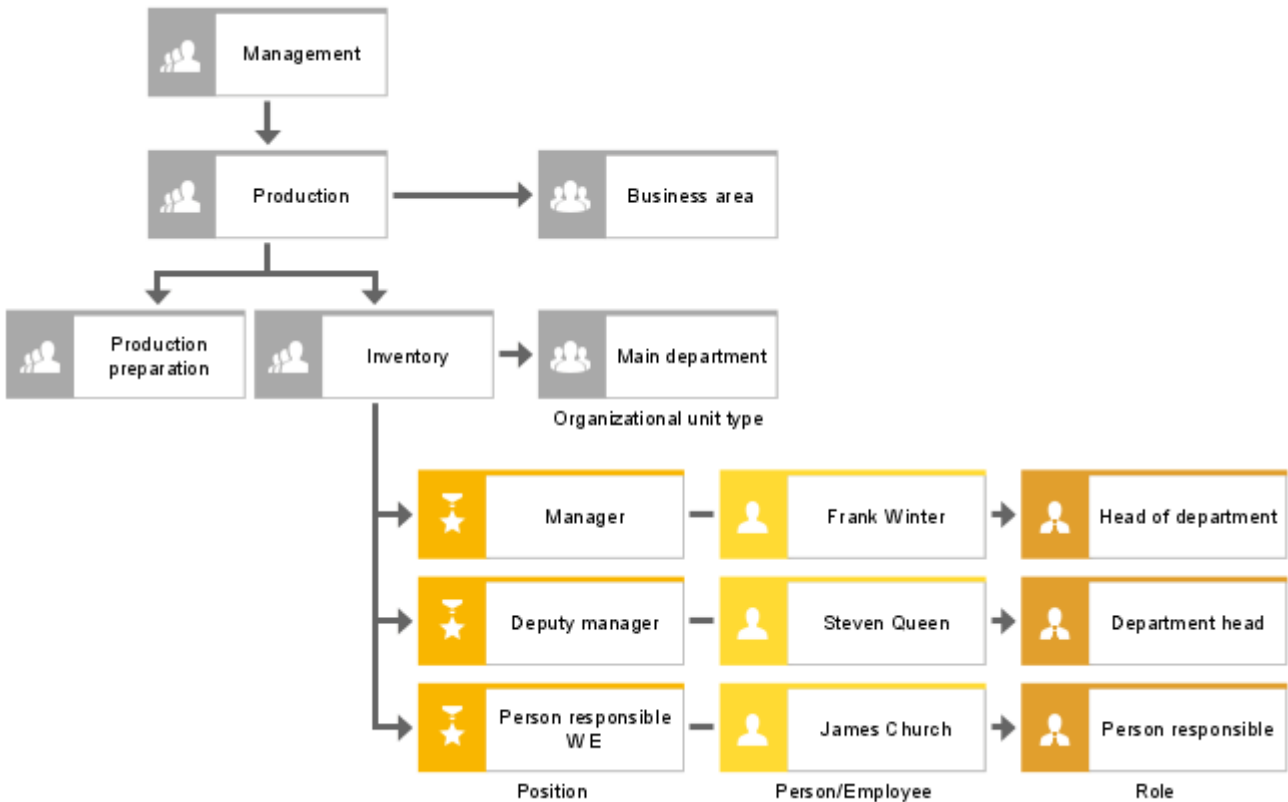 Management
Production
Business area
Production
preparation
Inventory
Main department
Organizational unit type
Manager
Frank Winter
Head of department
Deputy manager
Steven Queen
Department head
Person responsible
WE
James Church
Person responsible
Position
Person/Employee
Role